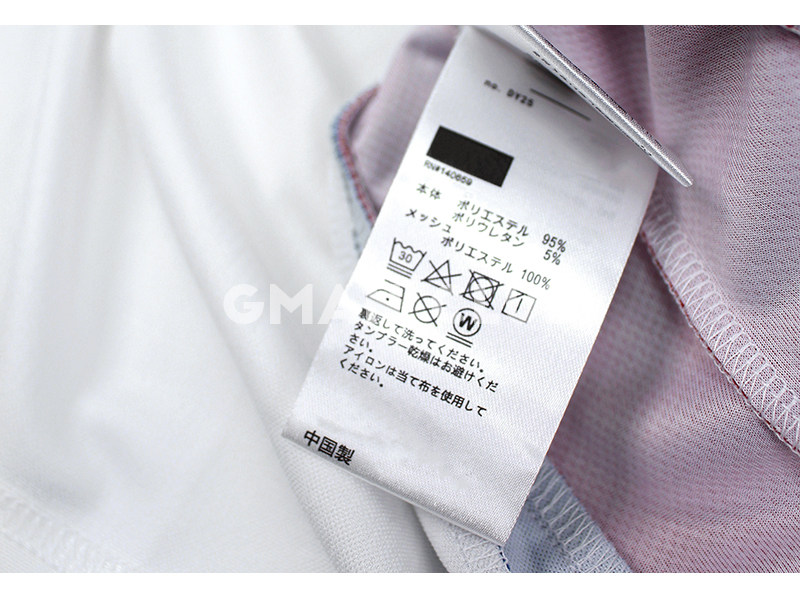 no. DY25
RN#140659
本体 ポリエステル 95%
ポリウレタン 5%
メッシュ
ポリエステル 100%
30
W
裏返して洗ってください。
タンブラー乾燥はお避けくだ
さい。
アイロンは当て布を使用して
ください。
中国製